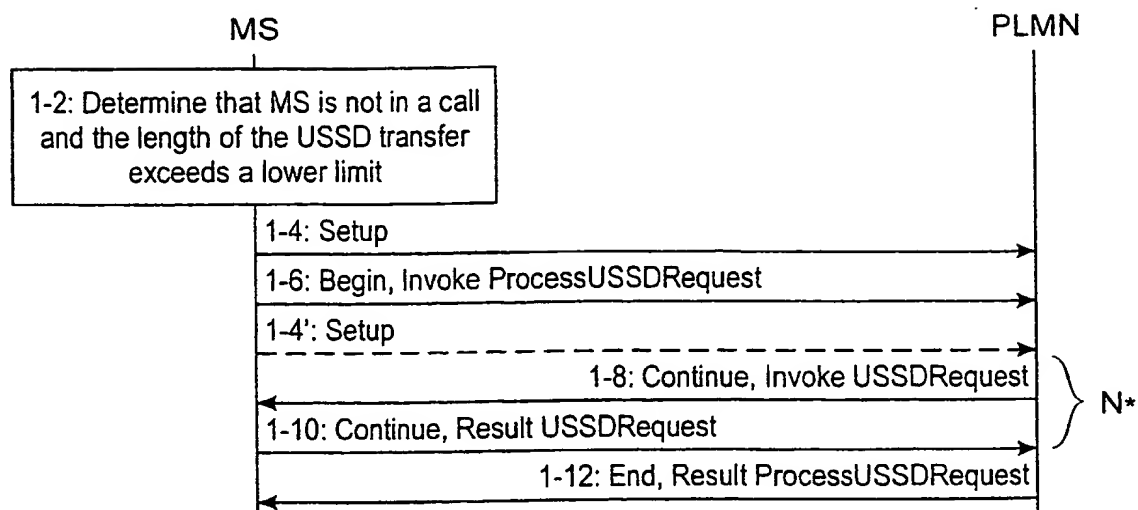 MS
PLMN
1-2: Determine that MS is not in a call
and the length of the USSD transfer
exceeds a lower limit
1-4: Setup
1-6: Begin, Invoke ProcessUSSDRequest
1-4': Setup
1-8: Continue, Invoke USSDRequest
N*
1-10: Continue, Result USSDRequest
1-12: End, Result ProcessUSSDRequest